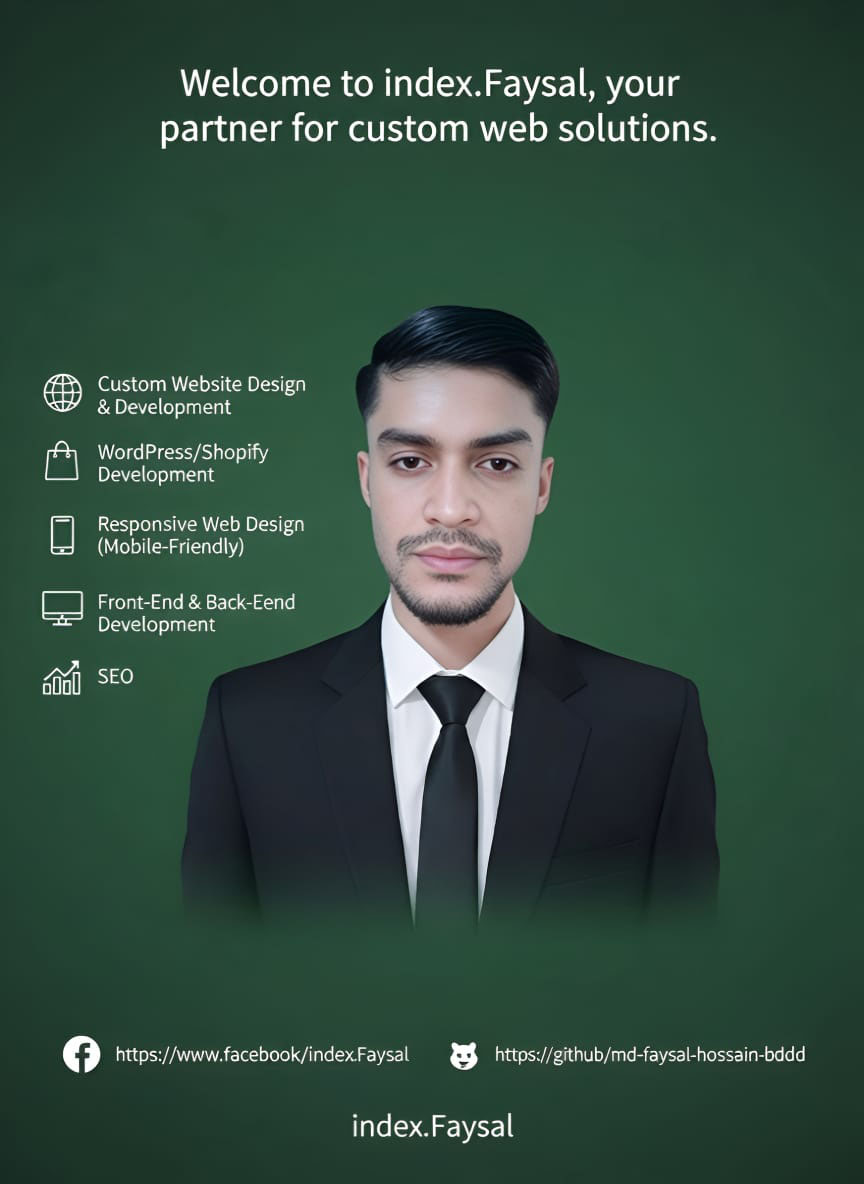 Welcome to index.Faysal, your
partner for custom web solutions.
Custom Website Design
& Development
WordPress/Shopify
Development
Responsive Web Design
(Mobile-Friendly)
Front-End & Back-Eend
Development
SEO
https://www.facebook/index.Faysal
https://github/md-faysal-hossain-bddd
index.Faysal